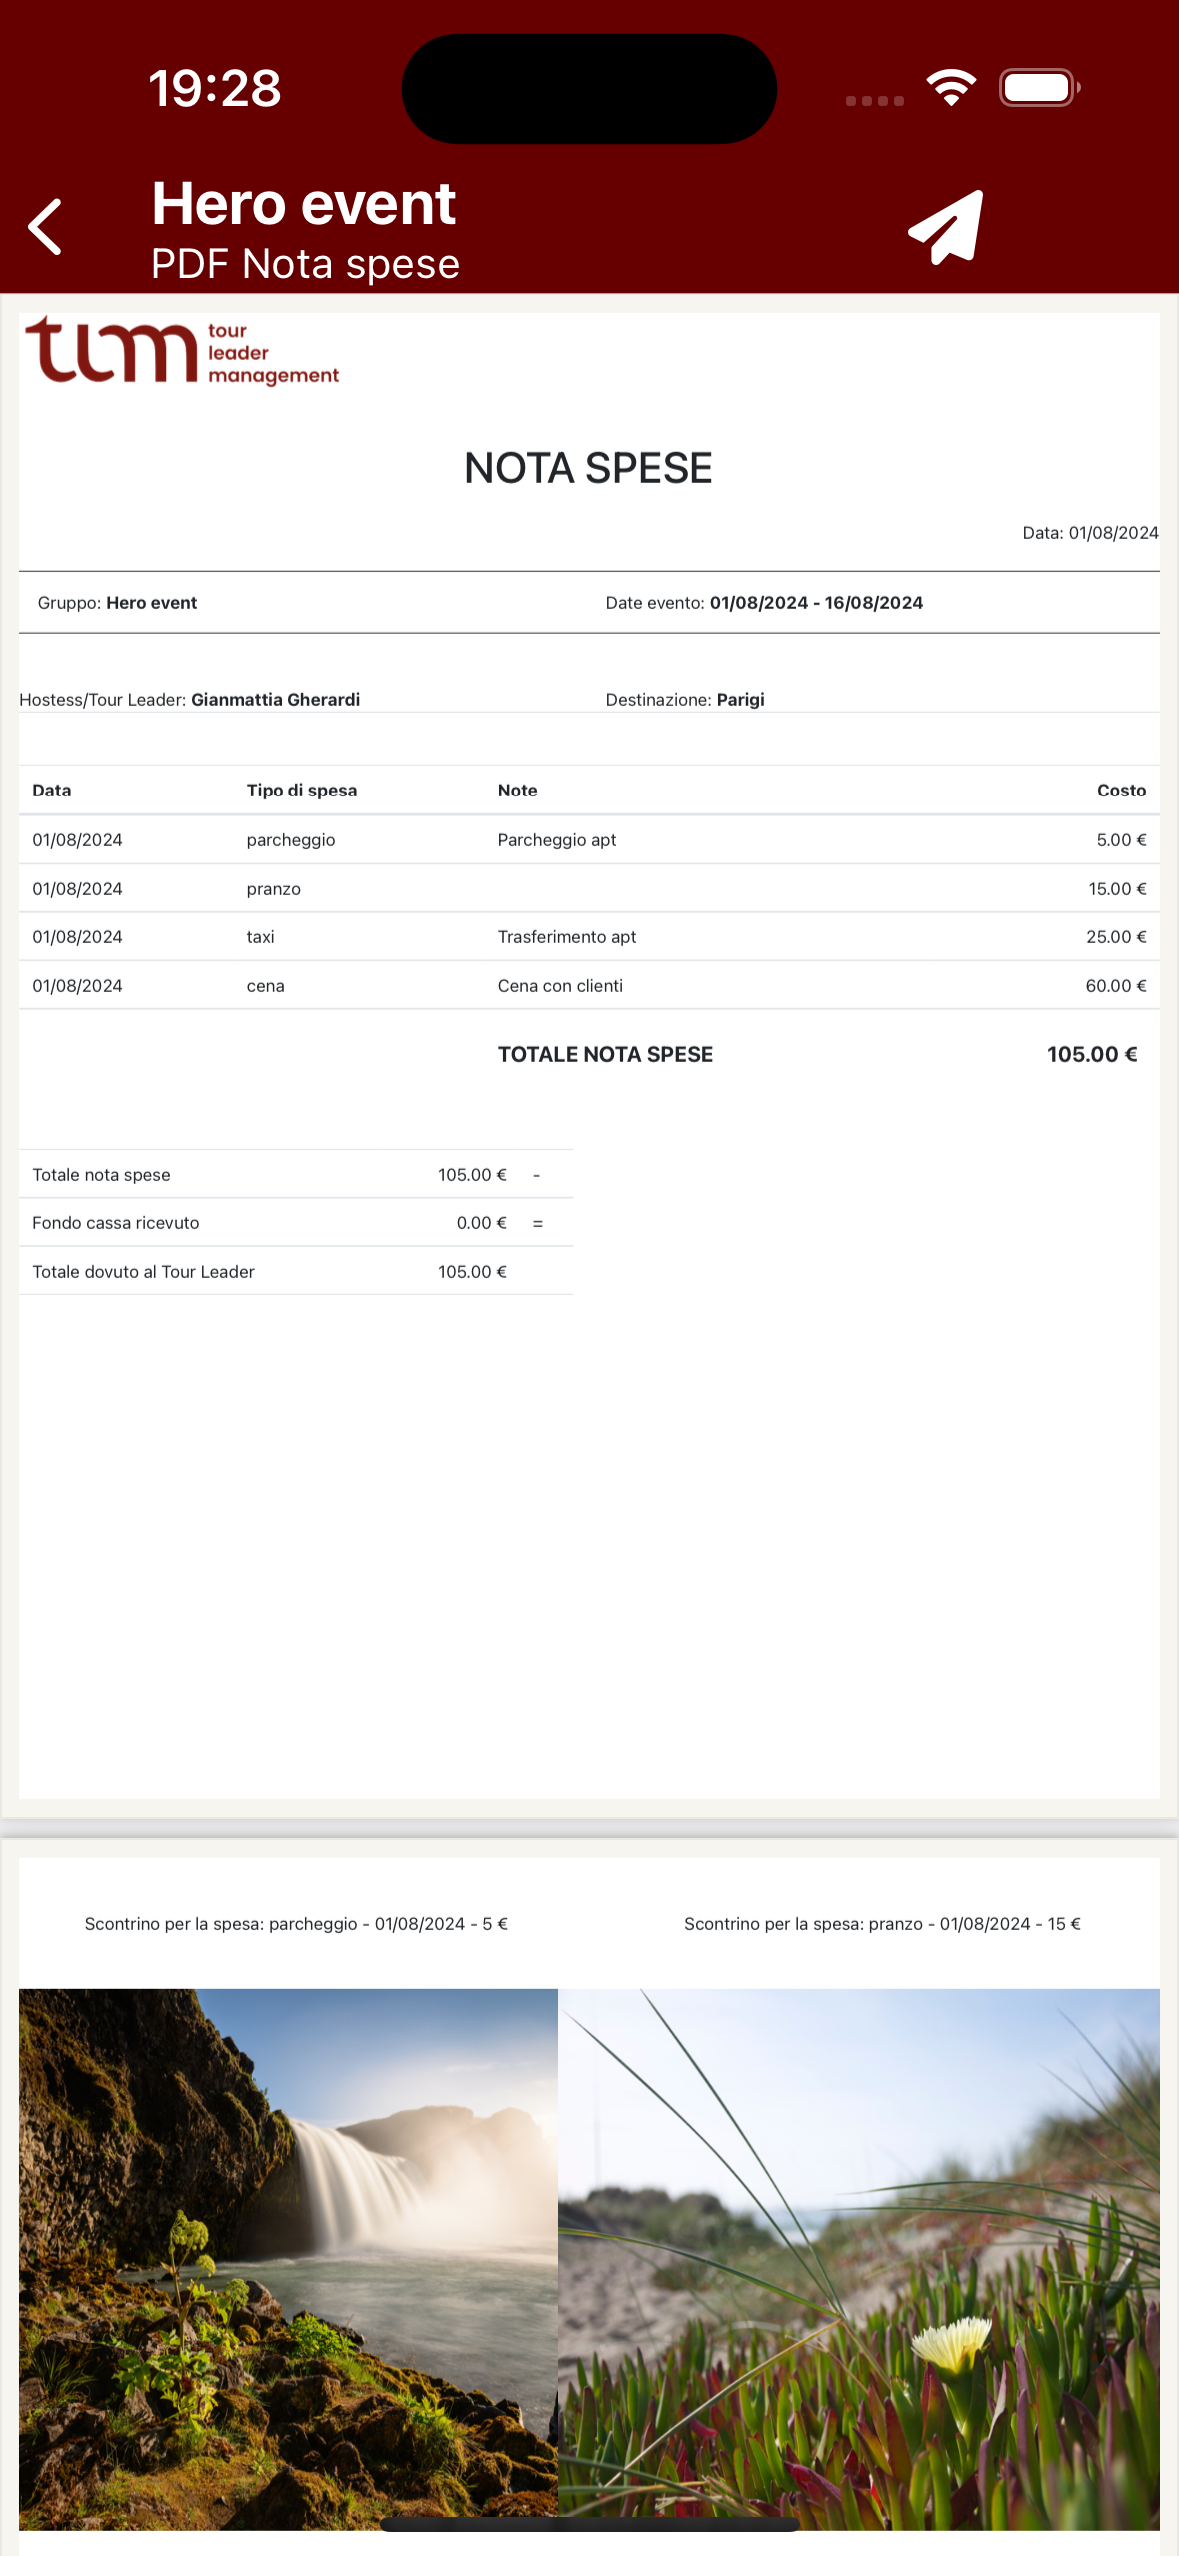 19:28
Hero event
PDF Nota spese
tlm tour leader management
NOTA SPESE
Data: 01/08/2024
Gruppo: Hero event Date evento: 01/08/2024 - 16/08/2024
Hostess/Tour Leader: Gianmattia Gherardi Destinazione: Parigi
Data Tipo di spesa Note Costo
01/08/2024 parcheggio Parcheggio apt 5.00 €
01/08/2024 pranzo 15.00 €
01/08/2024 taxi Trasferimento apt 25.00 €
01/08/2024 cena Cena con clienti 60.00 €
TOTALE NOTA SPESE 105.00 €
Totale nota spese 105.00 € -
Fondo cassa ricevuto 0.00 € =
Totale dovuto al Tour Leader 105.00 €
Scontrino per la spesa: parcheggio - 01/08/2024 - 5 € Scontrino per la spesa: pranzo - 01/08/2024 - 15 €